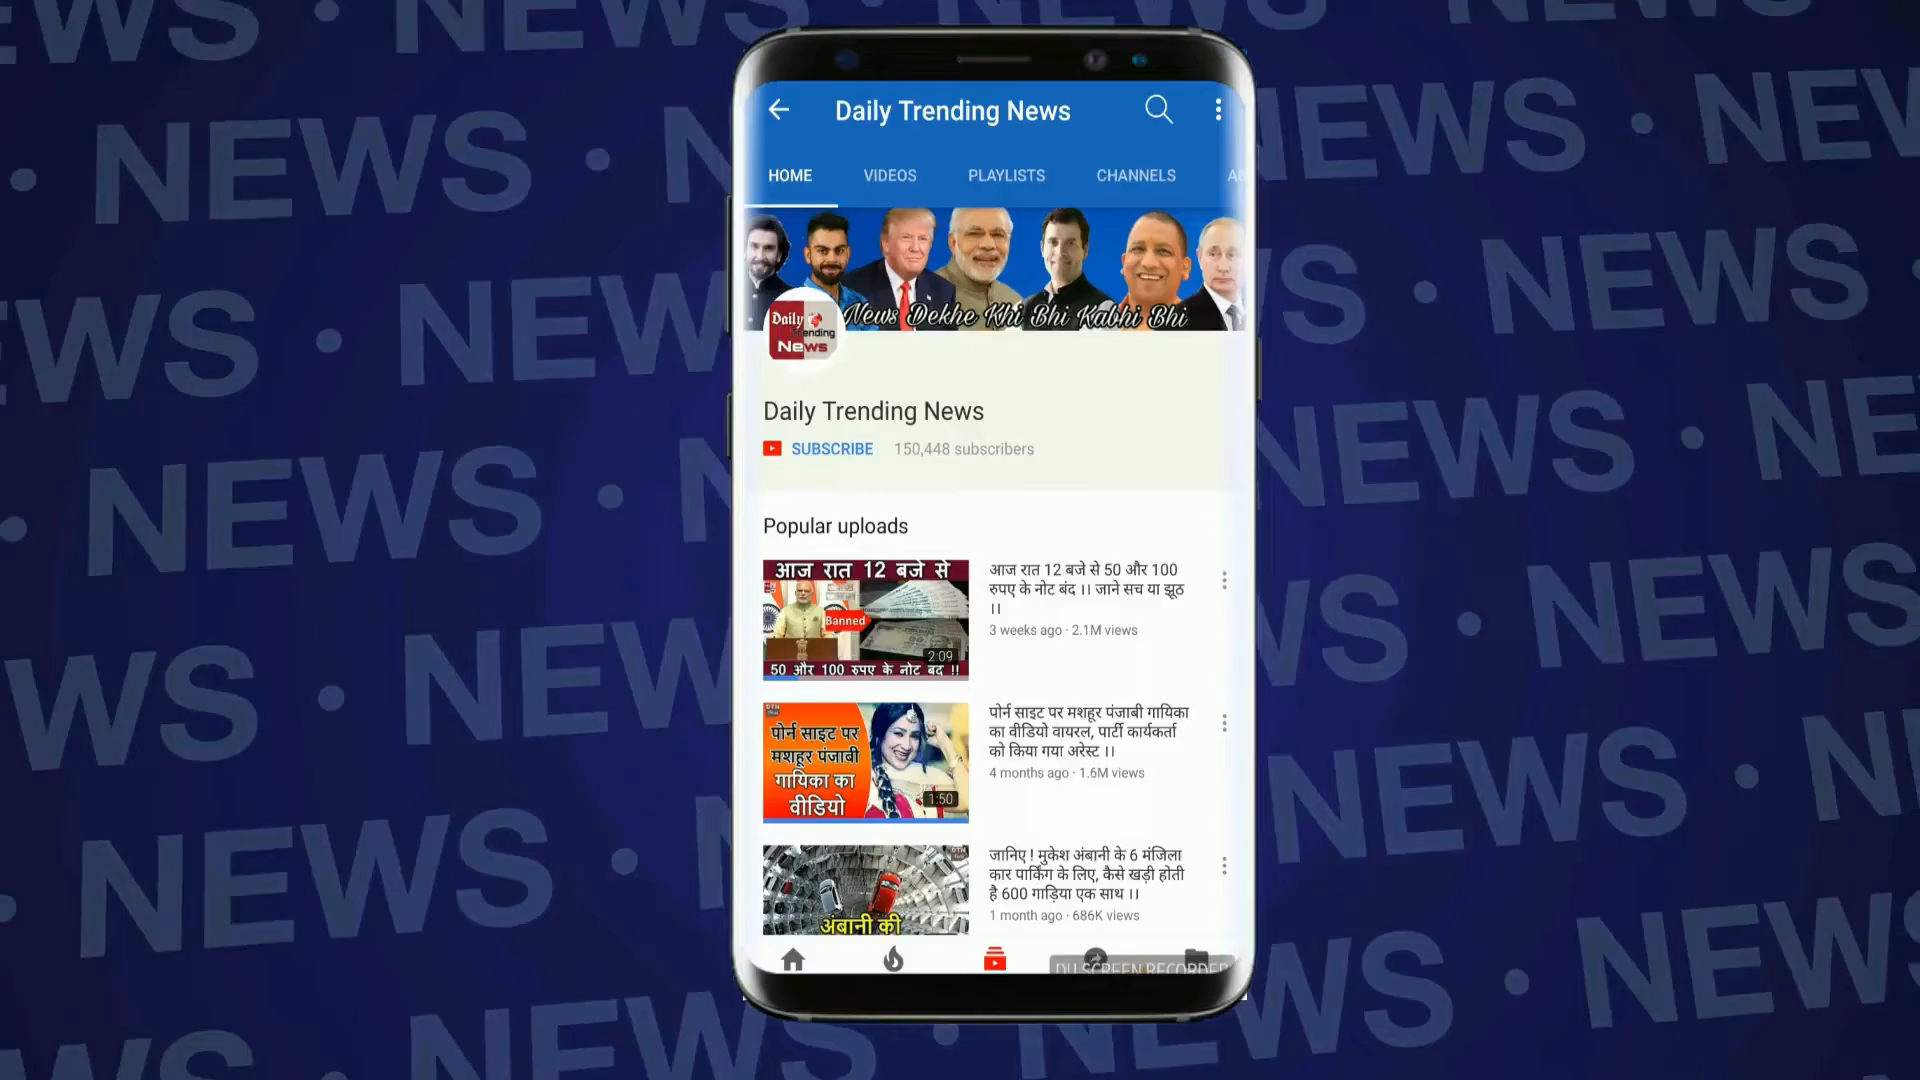 NEWS
Daily Trending News
HOME VIDEOS PLAYLISTS CHANNELS
News Dekhe Khi Bhi Kabhi Bhi
Daily
Trending
News
Daily Trending News
SUBSCRIBE 150,448 subscribers
Popular uploads
आज रात 12 बजे से
Banned
2:09
50 और 100 रुपए के नोट बंद !!
आज रात 12 बजे से 50 और 100
रुपए के नोट बंद ।। जाने सच या झूठ
।।
3 weeks ago · 2.1M views
DTN
पोर्न साइट पर
मशहूर पंजाबी
गायिका का
वीडियो
1:50
पोर्न साइट पर मशहूर पंजाबी गायिका
का वीडियो वायरल, पार्टी कार्यकर्ता
को किया गया अरेस्ट ।।
4 months ago · 1.6M views
DTN
अंबानी की
जानिए ! मुकेश अंबानी के 6 मंजिला
कार पार्किंग के लिए, कैसे खड़ी होती
है 600 गाड़िया एक साथ ।।
1 month ago · 686K views
DU SCREEN RECORDER